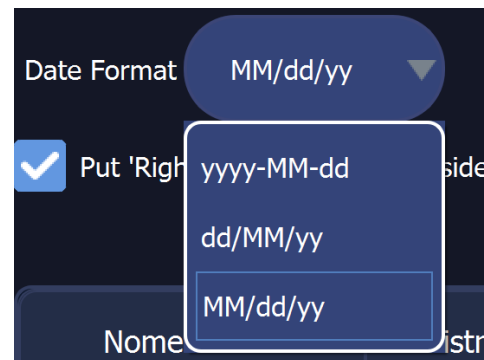 Date Format MM/dd/yy
Put 'Righ
yyyy-MM-dd
side
dd/MM/yy
MM/dd/yy
Nome
istr